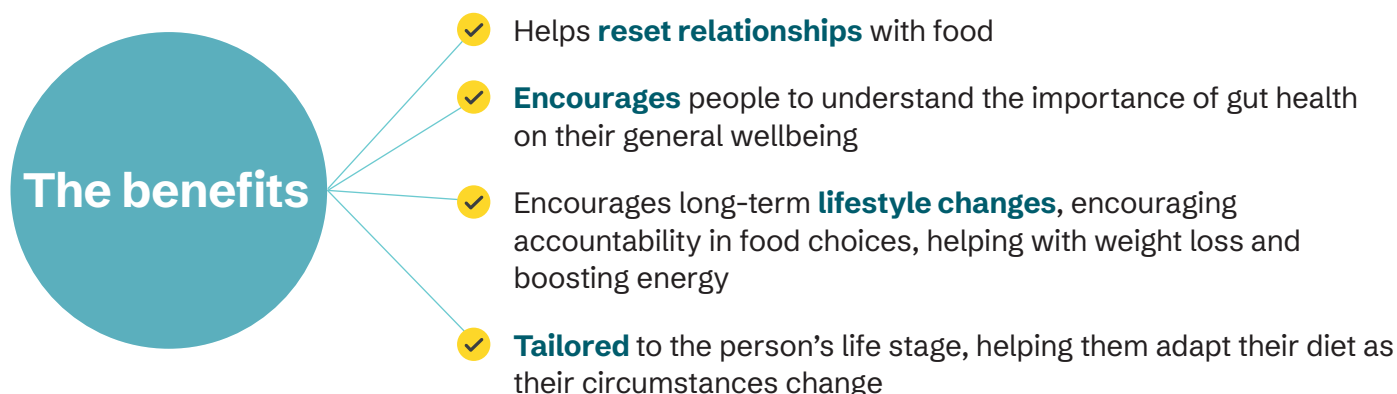 The benefits
Helps reset relationships with food
Encourages people to understand the importance of gut health
on their general wellbeing
Encourages long-term lifestyle changes, encouraging
accountability in food choices, helping with weight loss and
boosting energy
Tailored to the person’s life stage, helping them adapt their diet as
their circumstances change